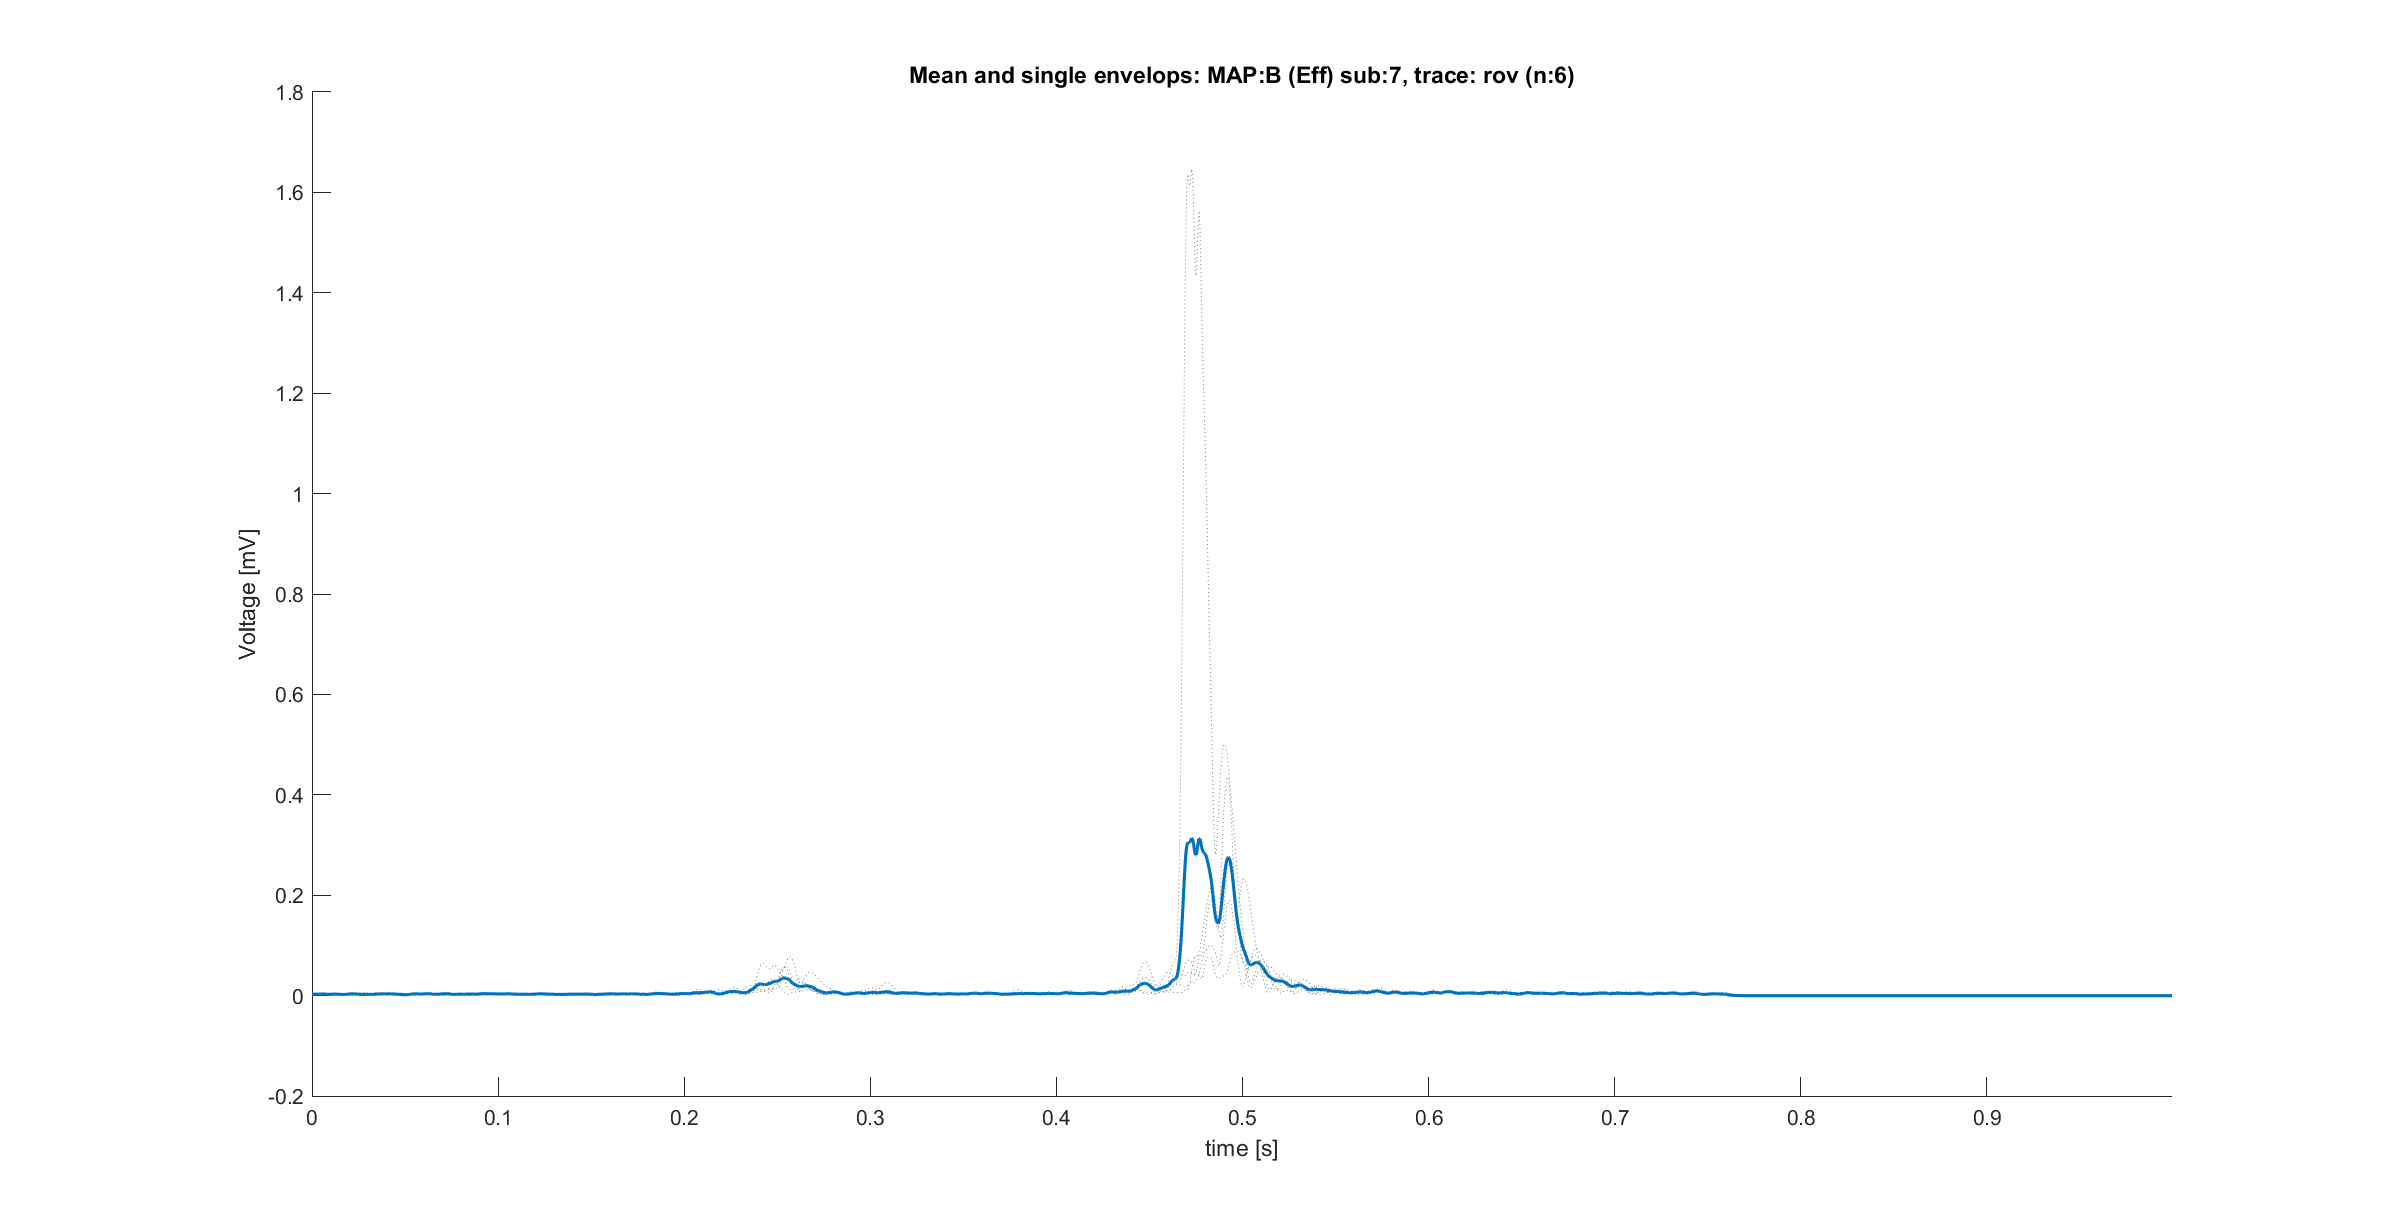 Mean and single envelops: MAP:B (Eff) sub:7, trace: rov (n:6)
1.8
1.6
1.4
1.2
1
0.8
0.6
0.4
0.2
0
-0.2
Voltage [mV]
0 0.1 0.2 0.3 0.4 0.5 0.6 0.7 0.8 0.9
time [s]